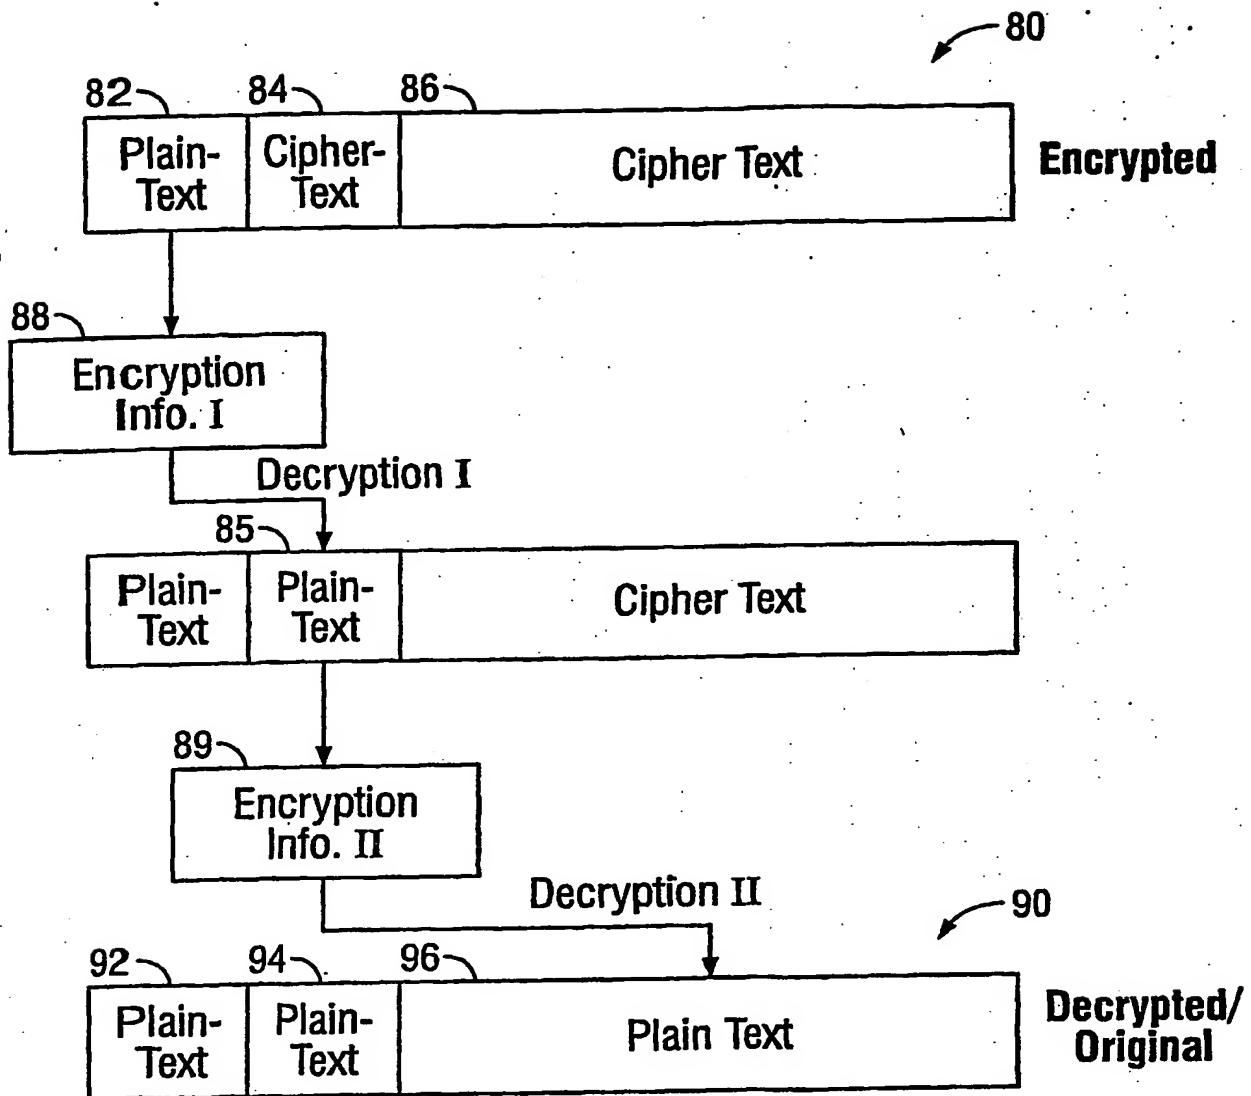 80
82 84 86
Plain-
Text
Cipher-
Text
Cipher Text
Encrypted
88
Encryption
Info. I
Decryption I
85
Plain-
Text
Plain-
Text
Cipher Text
89
Encryption
Info. II
Decryption II
90
92 94 96
Plain-
Text
Plain-
Text
Plain Text
Decrypted/
Original